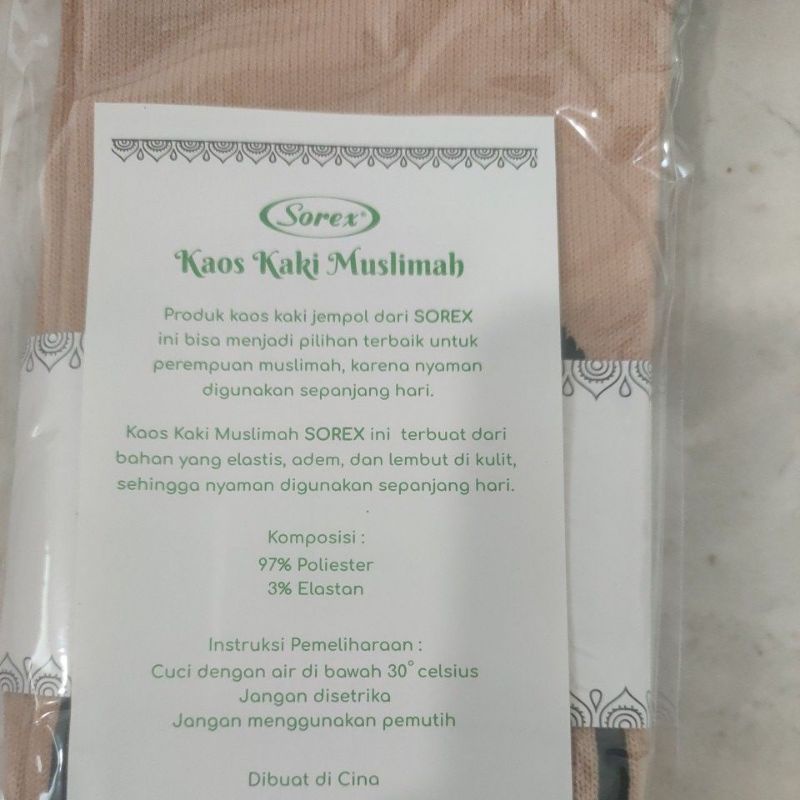 Sorex®
Kaos Kaki Muslimah
Produk kaos kaki jempol dari SOREX
ini bisa menjadi pilihan terbaik untuk
perempuan muslimah, karena nyaman
digunakan sepanjang hari.
Kaos Kaki Muslimah SOREX ini terbuat dari
bahan yang elastis, adem, dan lembut di kulit,
sehingga nyaman digunakan sepanjang hari.
Komposisi :
97% Poliester
3% Elastan
Instruksi Pemeliharaan :
Cuci dengan air di bawah 30° celsius
Jangan disetrika
Jangan menggunakan pemutih
Dibuat di Cina